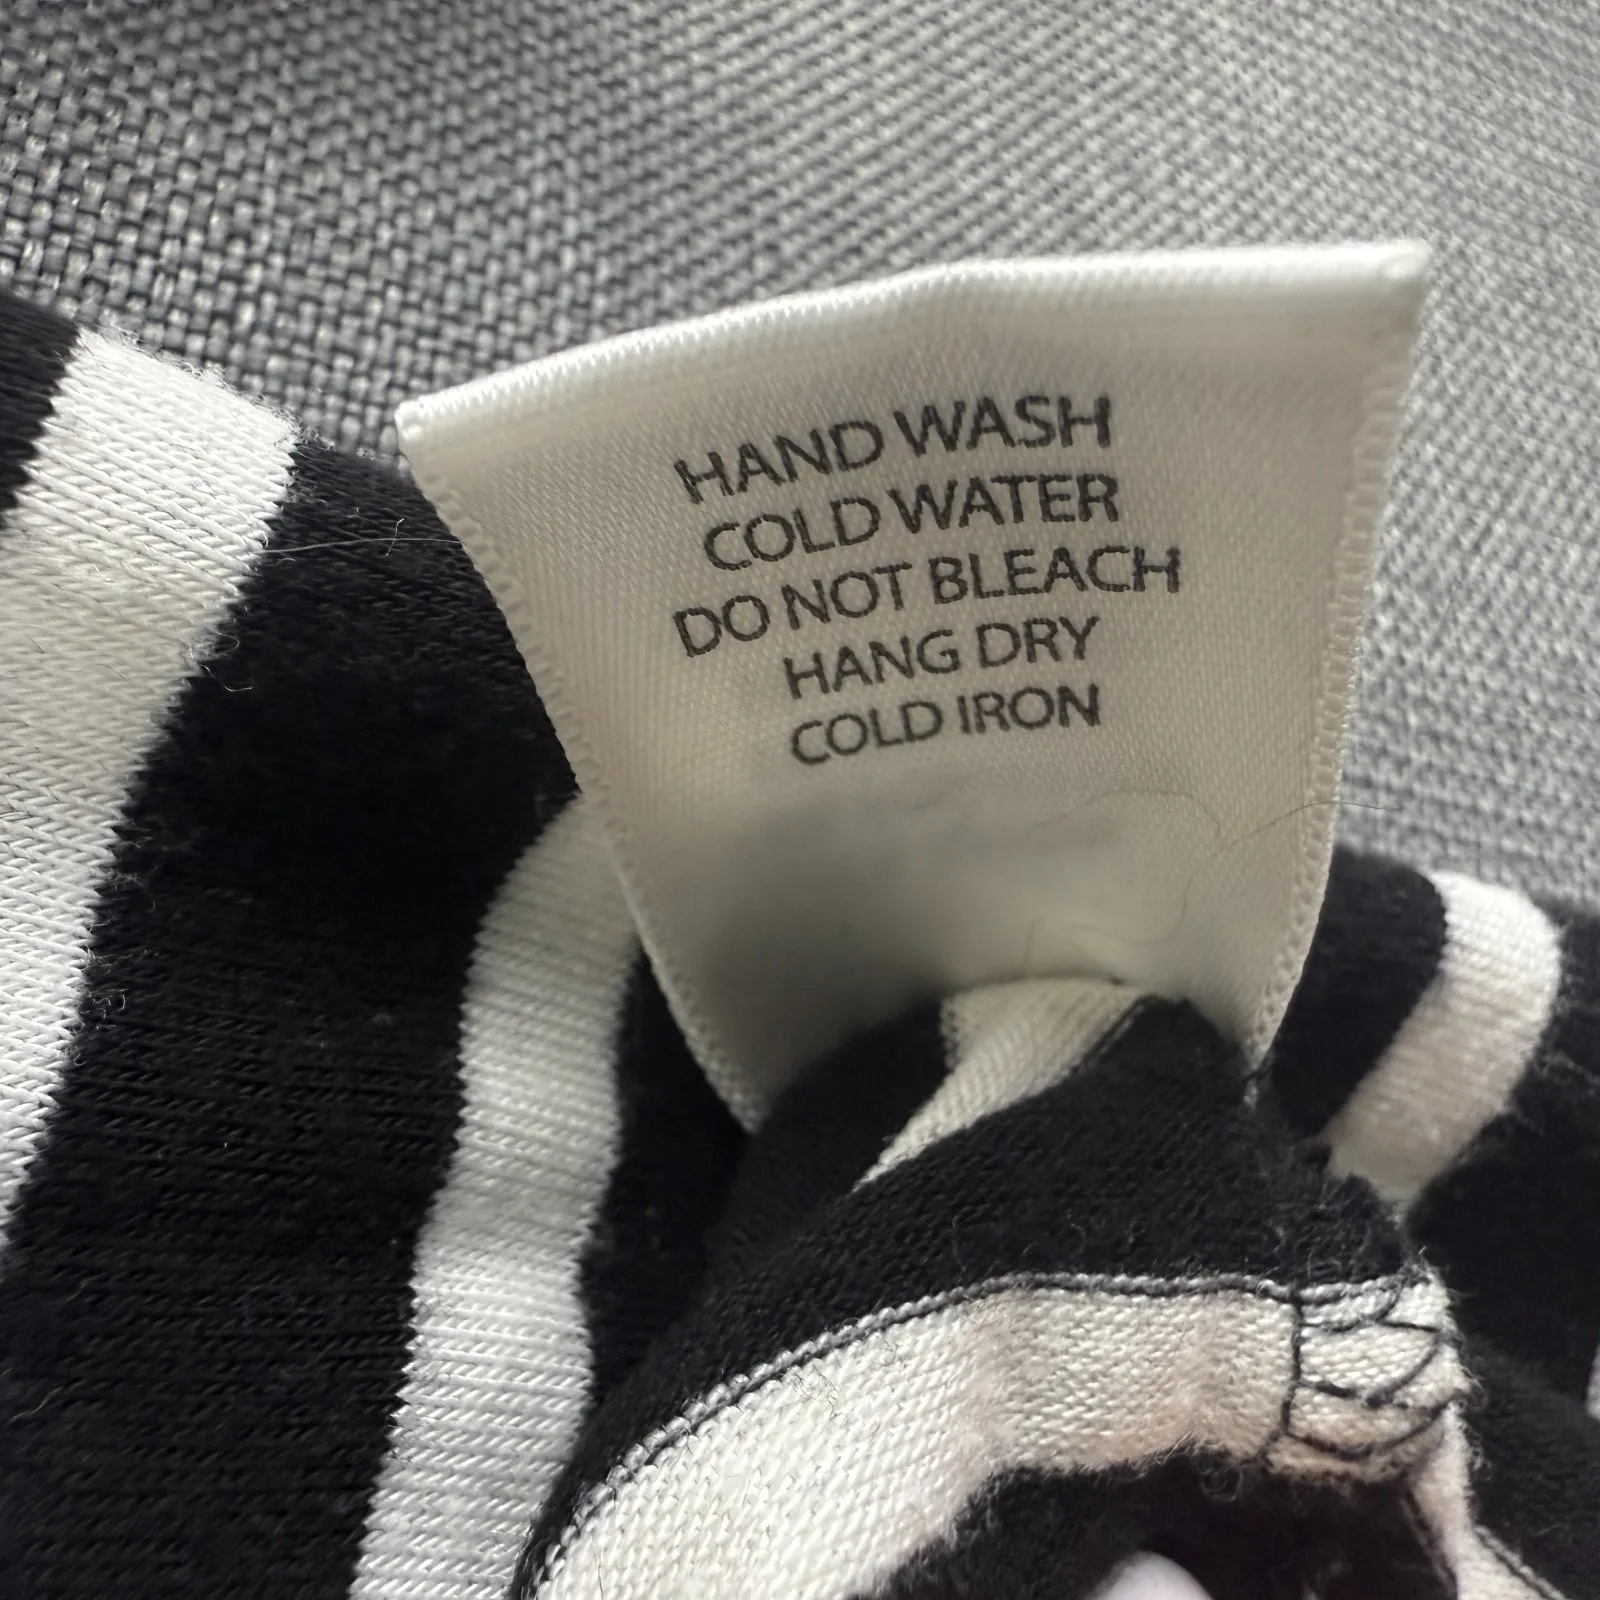 HAND WASH
COLD WATER
DO NOT BLEACH
HANG DRY
COLD IRON